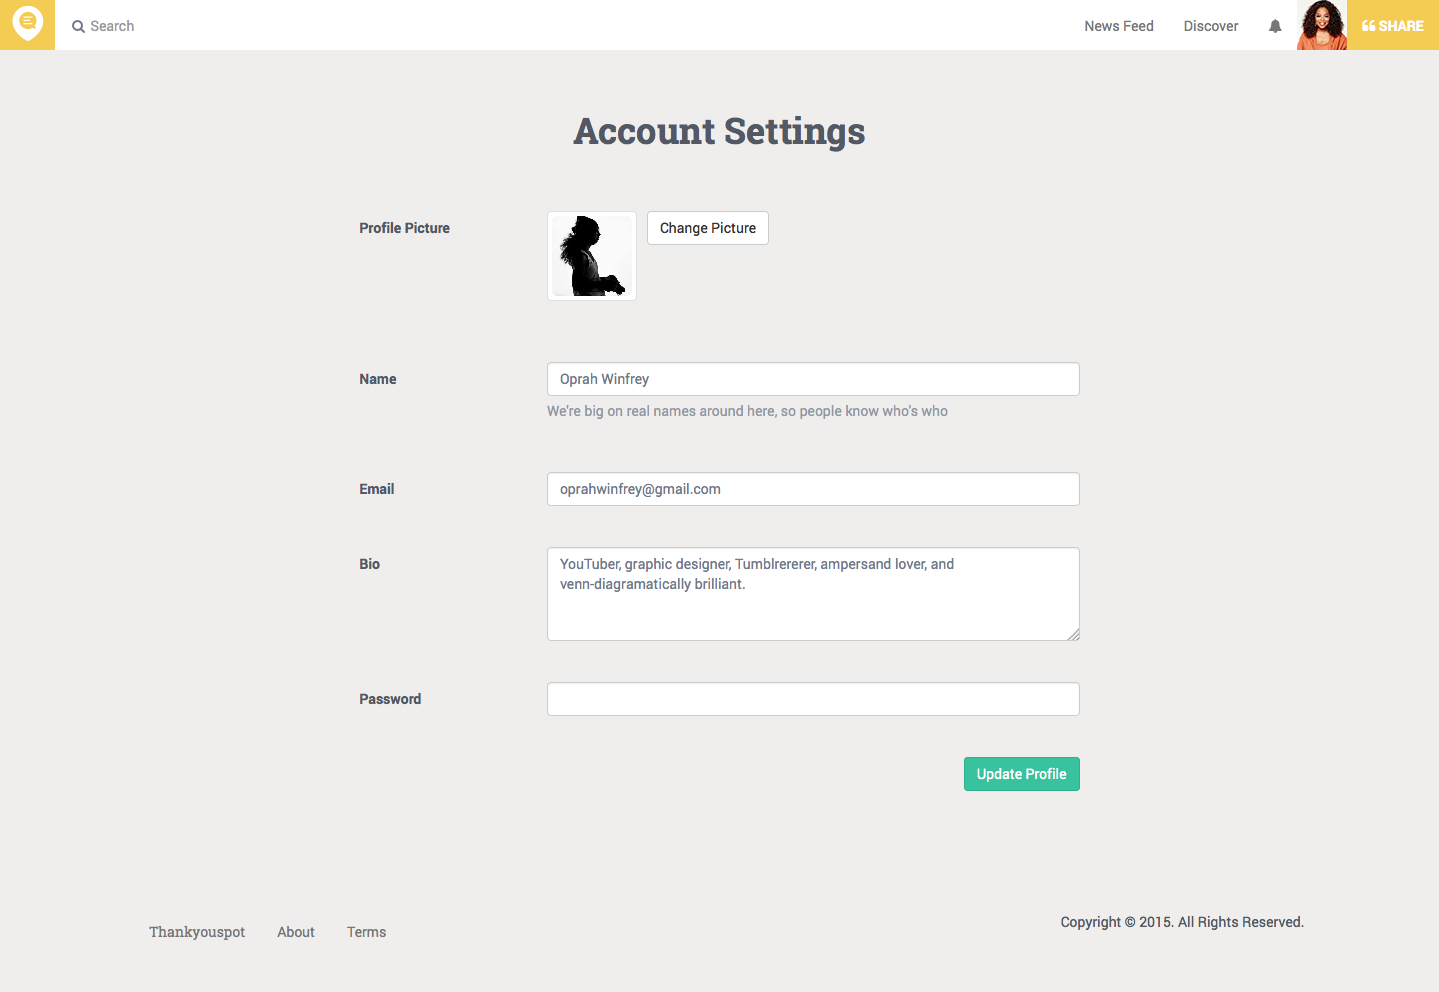 Search
News Feed
Discover
SHARE
Account Settings
Profile Picture
Change Picture
Name
Oprah Winfrey
We're big on real names around here, so people know who's who
Email
oprahwinfrey@gmail.com
Bio
YouTuber, graphic designer, Tumblrererer, ampersand lover, and
venn-diagramatically brilliant.
Password
Update Profile
Thankyouspot
About
Terms
Copyright © 2015. All Rights Reserved.